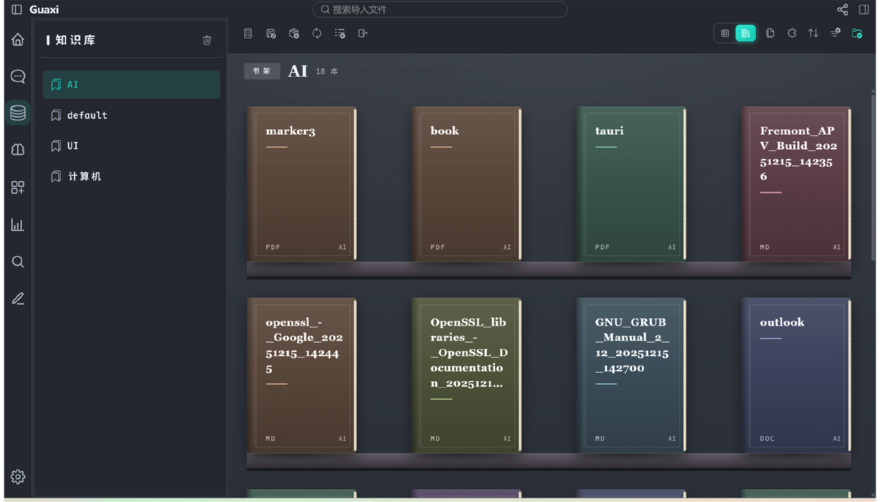 Guaxi
搜索导入文件
知识库
AI
default
UI
计算机
书架
AI
18 本
marker3
PDF
AI
book
PDF
AI
tauri
PDF
AI
Fremont_AP
V_Build_202
51215_14235
6
MD
AI
openssl_-
_Google_202
51215_14244
5
MD
AI
OpenSSL_lib
raries_-
_OpenSSL_D
ocumentatio
n_2025121...
MD
AI
GNU_GRUB
_Manual_2_
12_20251215
_142700
MD
AI
outlook
DOC
AI